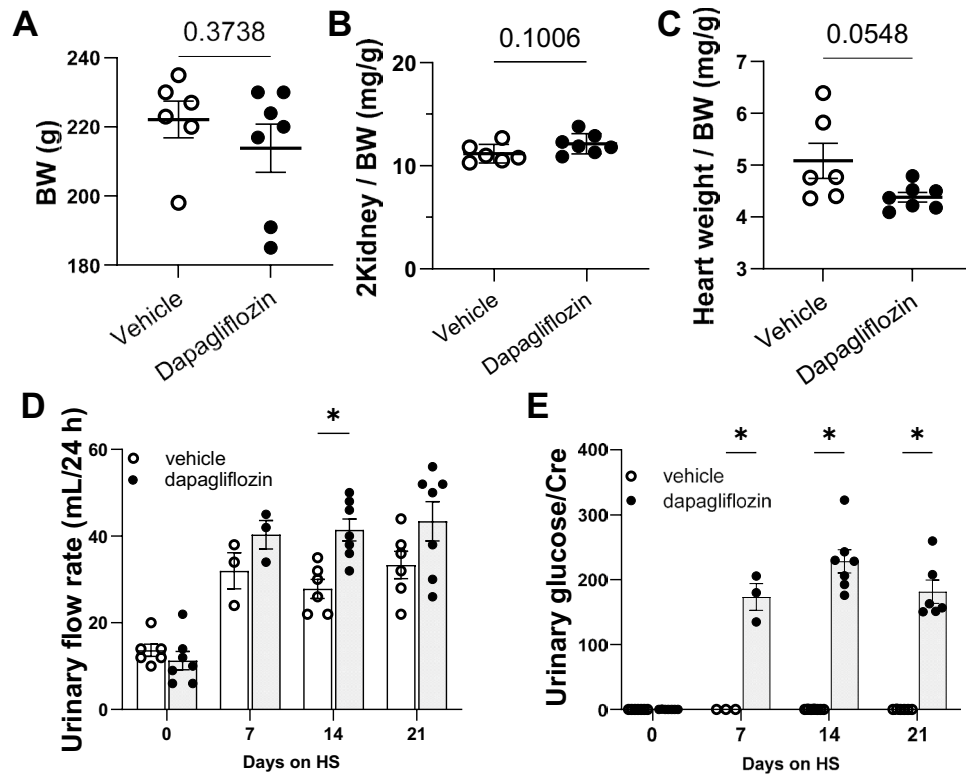 A
0.3738
BW (g)
240
220
200
180
Vehicle
Dapagliflozin
B
0.1006
2Kidney / BW (mg/g)
20
10
0
Vehicle
Dapagliflozin
C
0.0548
Heart weight / BW (mg/g)
7
6
5
4
3
Vehicle
Dapagliflozin
D
*
Urinary flow rate (mL/24 h)
60
40
20
0
vehicle
dapagliflozin
0 7 14 21
Days on HS
E
* * *
Urinary glucose/Cre
400
300
200
100
0
vehicle
dapagliflozin
0 7 14 21
Days on HS